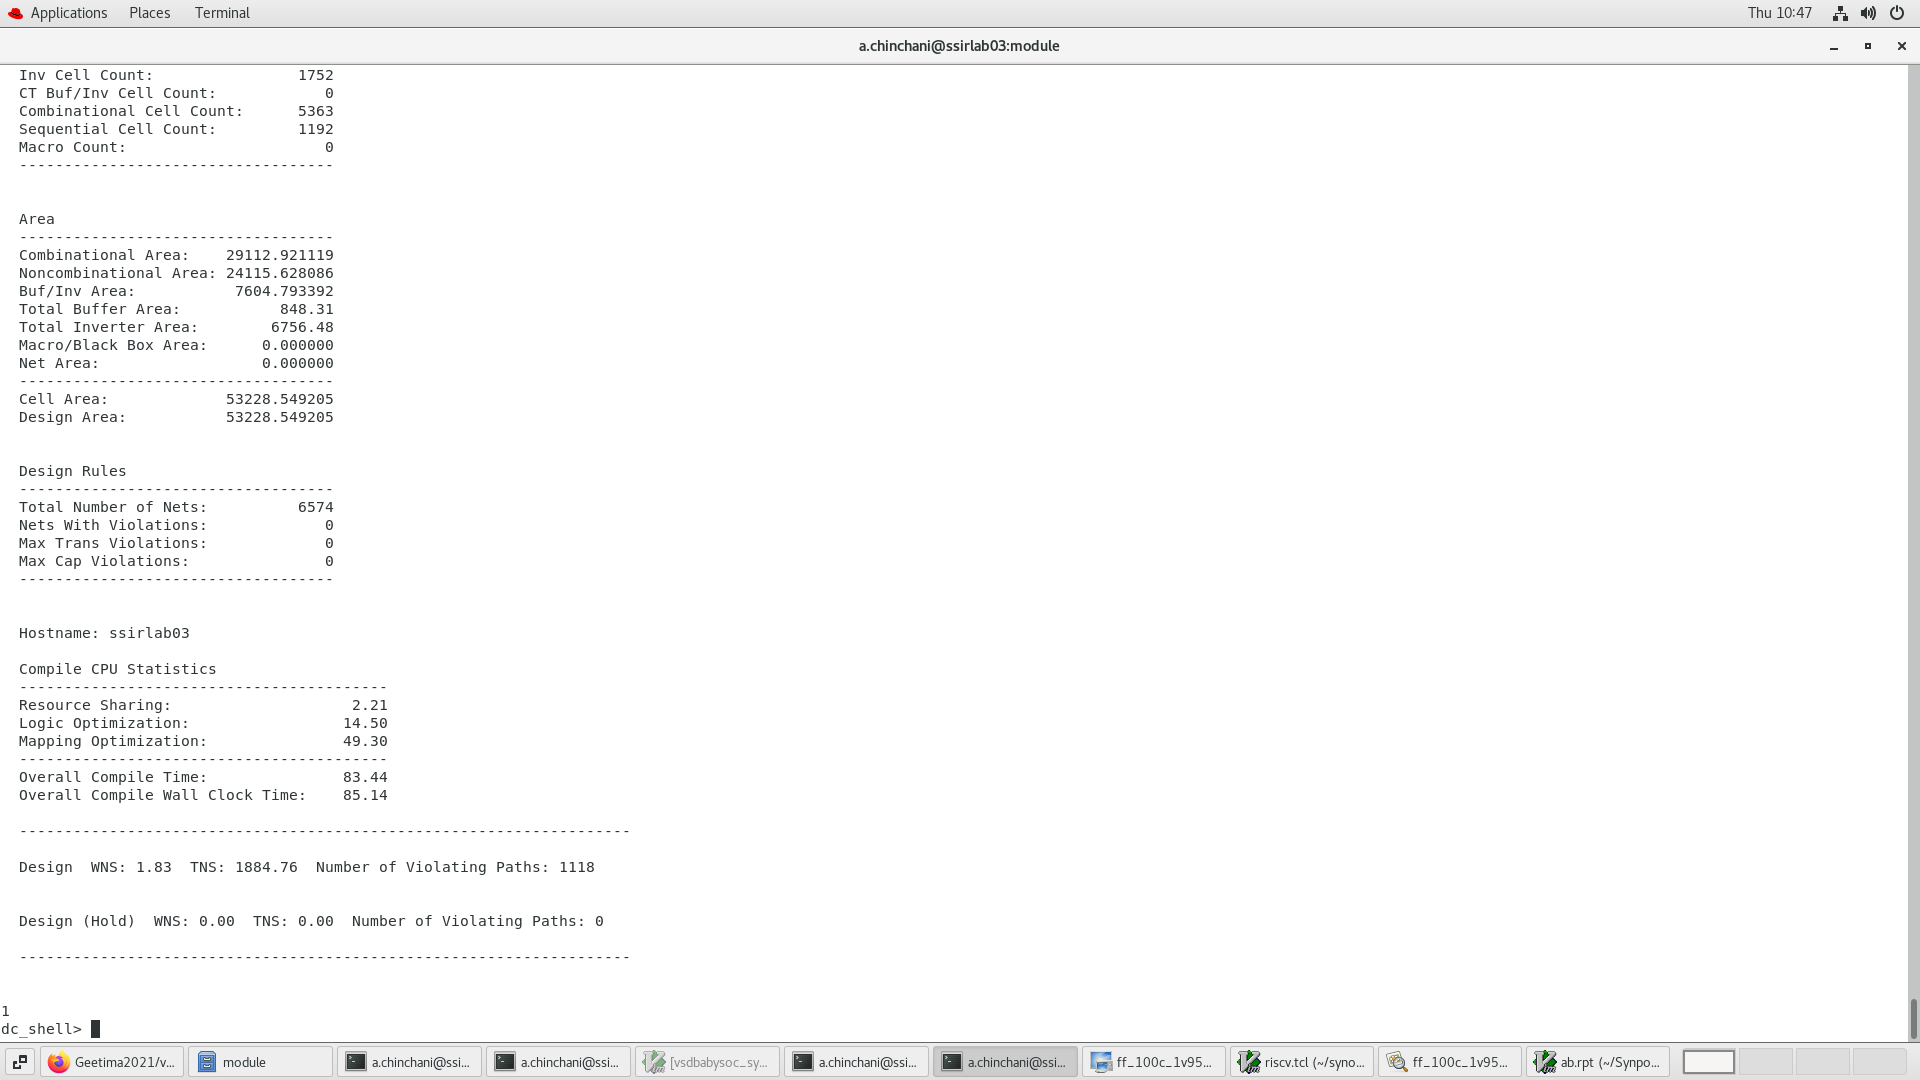 Applications Places Terminal Thu 10:47
a.chinchani@ssirlab03:module
Inv Cell Count: 1752
CT Buf/Inv Cell Count: 0
Combinational Cell Count: 5363
Sequential Cell Count: 1192
Macro Count: 0
-----------------------------------
Area
-----------------------------------
Combinational Area: 29112.921119
Noncombinational Area: 24115.628086
Buf/Inv Area: 7604.793392
Total Buffer Area: 848.31
Total Inverter Area: 6756.48
Macro/Black Box Area: 0.000000
Net Area: 0.000000
-----------------------------------
Cell Area: 53228.549205
Design Area: 53228.549205
Design Rules
-----------------------------------
Total Number of Nets: 6574
Nets With Violations: 0
Max Trans Violations: 0
Max Cap Violations: 0
-----------------------------------
Hostname: ssirlab03
Compile CPU Statistics
-----------------------------------------
Resource Sharing: 2.21
Logic Optimization: 14.50
Mapping Optimization: 49.30
-----------------------------------------
Overall Compile Time: 83.44
Overall Compile Wall Clock Time: 85.14
--------------------------------------------------------------------
Design WNS: 1.83 TNS: 1884.76 Number of Violating Paths: 1118
Design (Hold) WNS: 0.00 TNS: 0.00 Number of Violating Paths: 0
--------------------------------------------------------------------
1
dc_shell>
Geetima2021/v... module a.chinchani@ssi... a.chinchani@ssi... [vsdbabysoc_sy... a.chinchani@ssi... a.chinchani@ssi... ff_100c_1v95... riscv.tcl (~/syno... ff_100c_1v95... ab.rpt (~/Synpo...